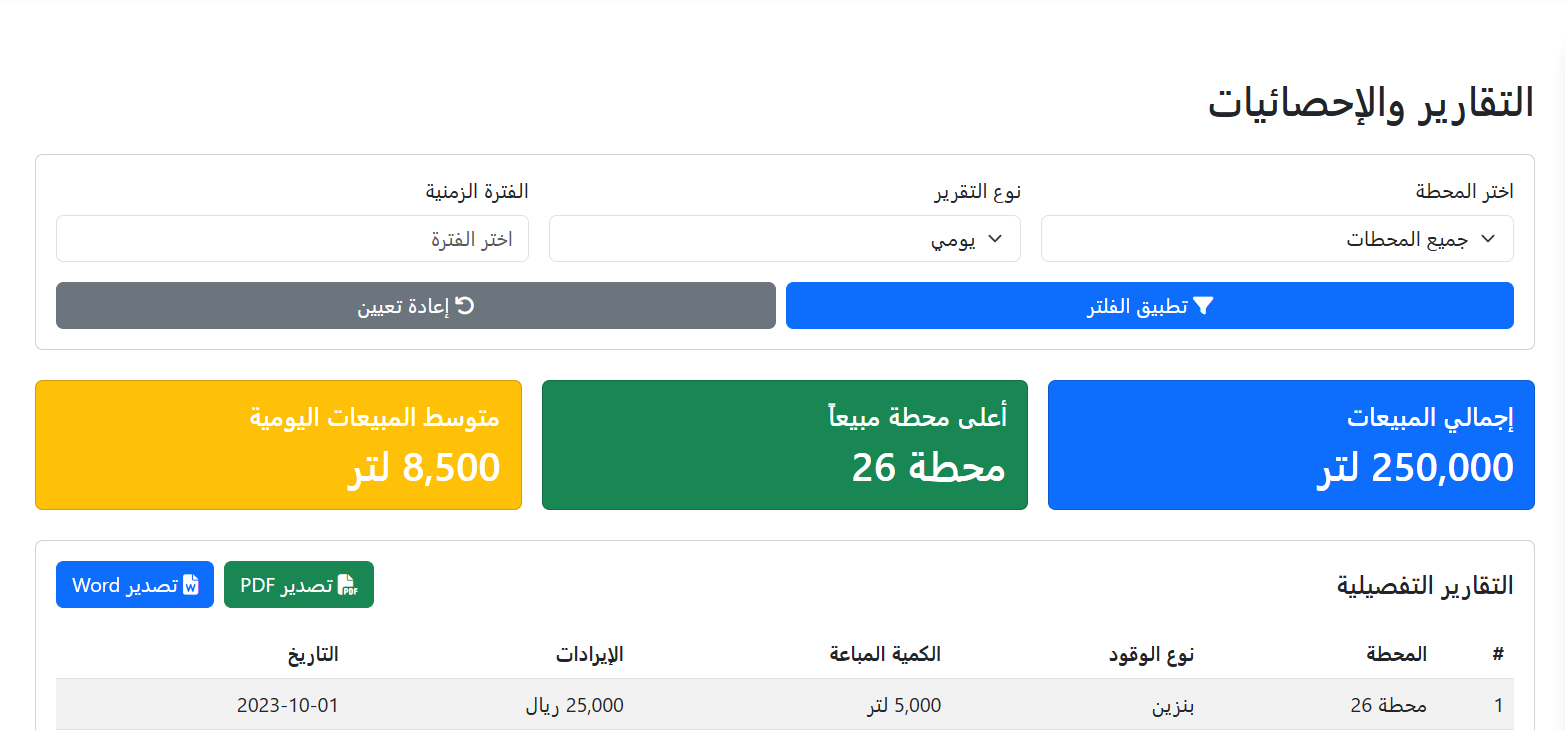 التقارير والإحصائيات
اختر المحطة
نوع التقرير
الفترة الزمنية
جميع المحطات
يومي
اختر الفترة
تطبيق الفلتر
إعادة تعيين
إجمالي المبيعات
250,000 لتر
أعلى محطة مبيعاً
محطة 26
متوسط المبيعات اليومية
8,500 لتر
التقارير التفصيلية
تصدير PDF
تصدير Word
# المحطة نوع الوقود الكمية المباعة الإيرادات التاريخ
1 محطة 26 بنزين 5,000 لتر 25,000 ريال 2023-10-01